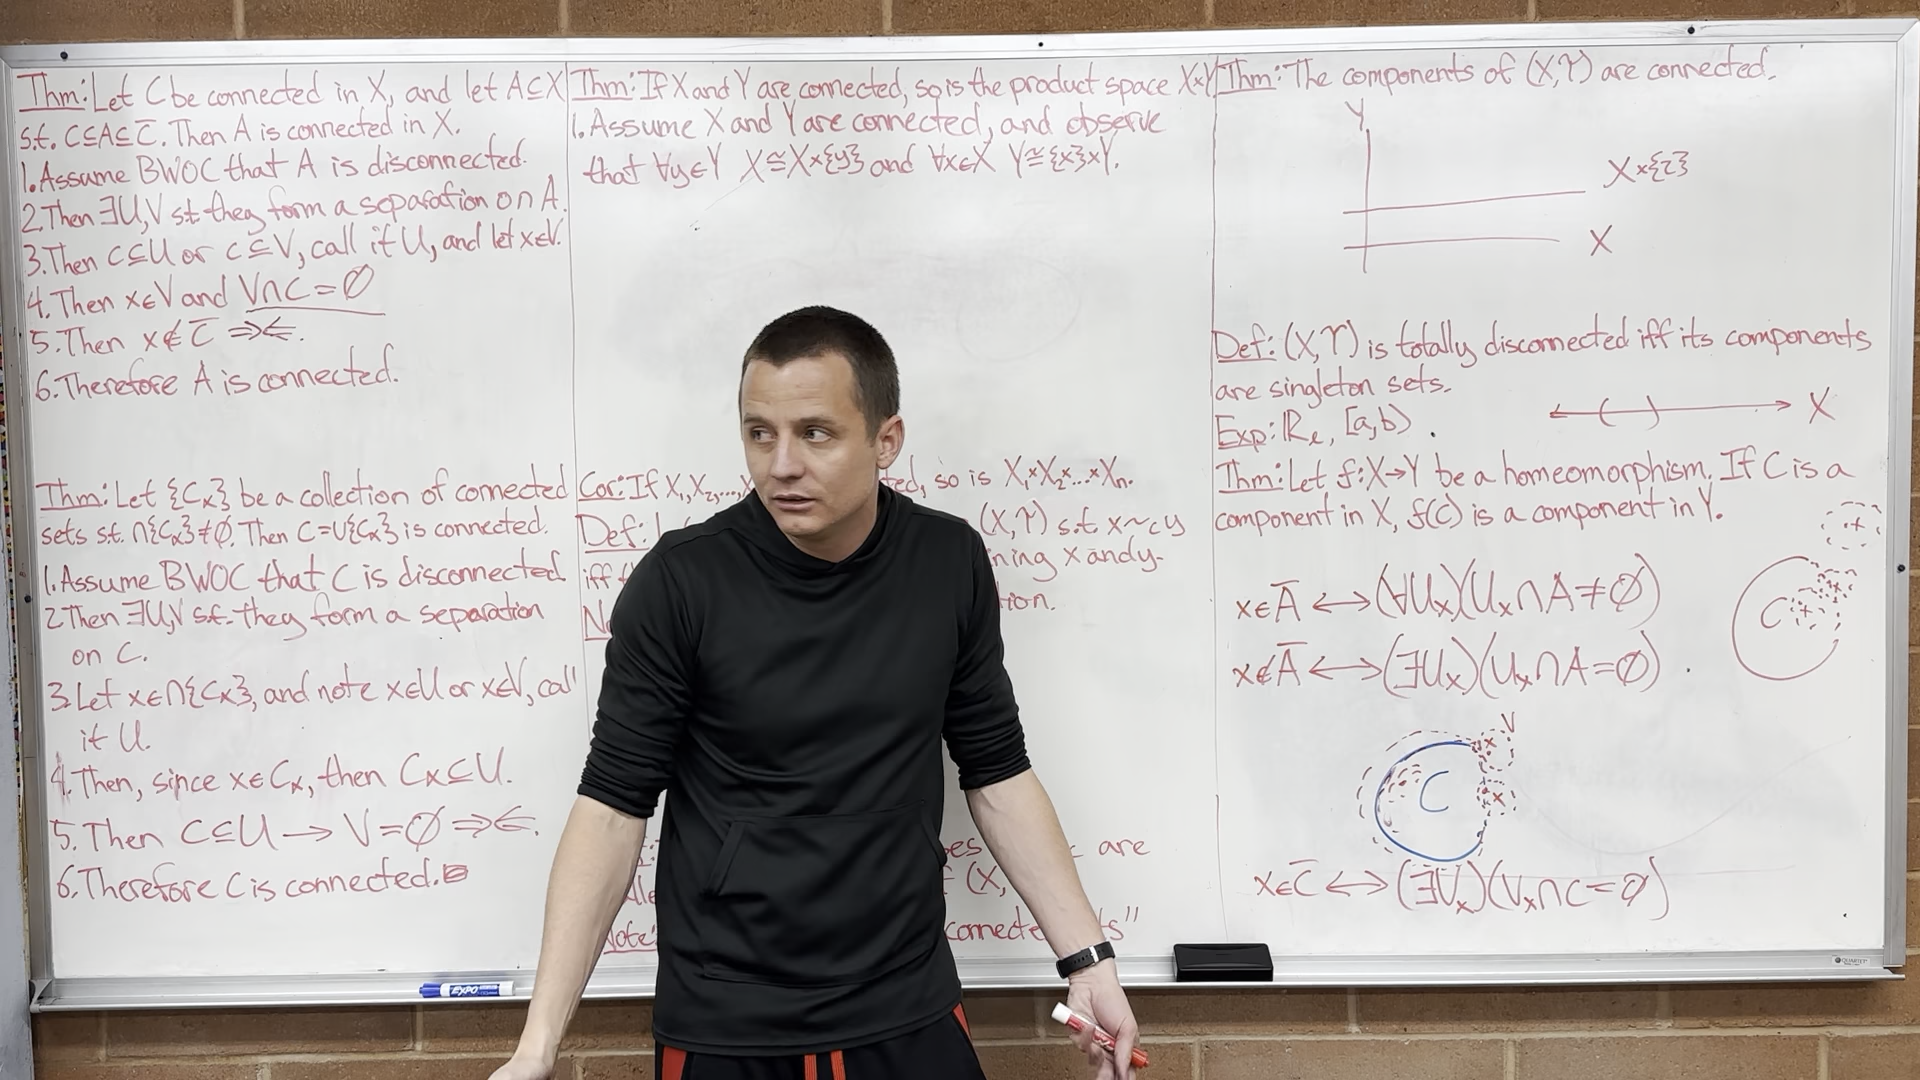 Thm: Let C be connected in X, and let A⊆X
s.t. C⊆A⊆C̅. Then A is connected in X.
1. Assume BWOC that A is disconnected.
2. Then ∃U,V s.t. they form a separation on A.
3. Then C⊆U or C⊆V, call it U, and let x∈V.
4. Then x∈V and V∩C=∅
5. Then x∉C̅ ⇒⇐.
6. Therefore A is connected.
Thm: Let {Cα} be a collection of connected
sets s.t. ∩{Cα}≠∅. Then C=∪{Cα} is connected.
1. Assume BWOC that C is disconnected
2. Then ∃U,V s.t. they form a separation
on C.
3. Let x∈∩{Cα}, and note x∈U or x∈V, call
it U.
4. Then, since x∈Cα, then Cα⊆U.
5. Then C⊆U → V=∅ ⇒⇐.
6. Therefore C is connected.
Thm: If X and Y are connected, so is the product space X×Y
1. Assume X and Y are connected, and observe
that ∀y∈Y X≅X×{y} and ∀x∈X Y≅{x}×Y.
Cor: If X₁,X₂,..., ted, so is X₁×X₂×...×Xₙ.
Def: (X,Υ) s.t x~cy
iff ning x and y.
tion.
are
(X,
Note: connecte "
Thm: The components of (X,Υ) are connected.
Y
X×{z}
X
Def: (X,Υ) is totally disconnected iff its components
are singleton sets.
Exp: ℝℓ, [a,b).
X
Thm: Let f:X→Y be a homeomorphism. If C is a
component in X, f(C) is a component in Y.
x∈A̅ ↔ (∀Uₓ)(Uₓ∩A≠∅)
C
x∉A̅ ↔ (∃Uₓ)(Uₓ∩A=∅)
V
C
x∈C̅ ↔ (∃Vₓ)(Vₓ∩C=∅)
EXPO
QUARTET